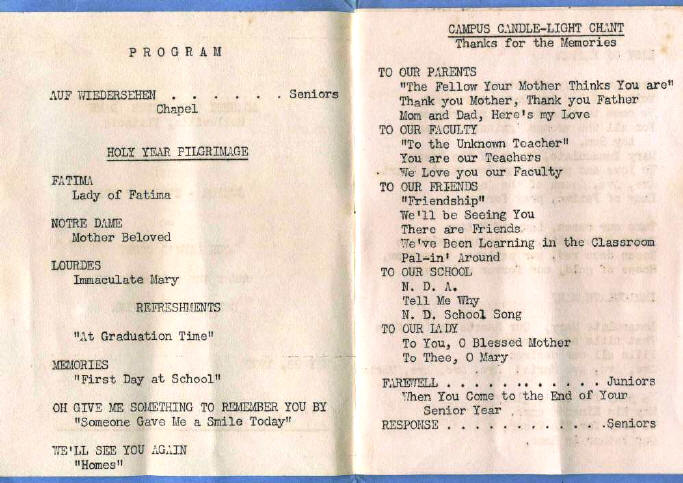 PROGRAM
AUF WIEDERSEHEN . . . . . . Seniors
Chapel
HOLY YEAR PILGRIMAGE
FATIMA
Lady of Fatima
NOTRE DAME
Mother Beloved
LOURDES
Immaculate Mary
REFRESHMENTS
"At Graduation Time"
MEMORIES
"First Day at School"
OH GIVE ME SOMETHING TO REMEMBER YOU BY
"Someone Gave Me a Smile Today"
WE'LL SEE YOU AGAIN
"Homes"
CAMPUS CANDLE-LIGHT CHANT
Thanks for the Memories
TO OUR PARENTS
"The Fellow Your Mother Thinks You are"
Thank you Mother, Thank you Father
Mom and Dad, Here's my Love
TO OUR FACULTY
"To the Unknown Teacher"
You are our Teachers
We Love you our Faculty
TO OUR FRIENDS
"Friendship"
We'll be Seeing You
There are Friends
We've Been Learning in the Classroom
Pal-in' Around
TO OUR SCHOOL
N. D. A.
Tell Me Why
N. D. School Song
TO OUR LADY
To You, O Blessed Mother
To Thee, O Mary
FAREWELL . . . . . . . . . . . Juniors
When You Come to the End of Your
Senior Year
RESPONSE . . . . . . . . . . . Seniors